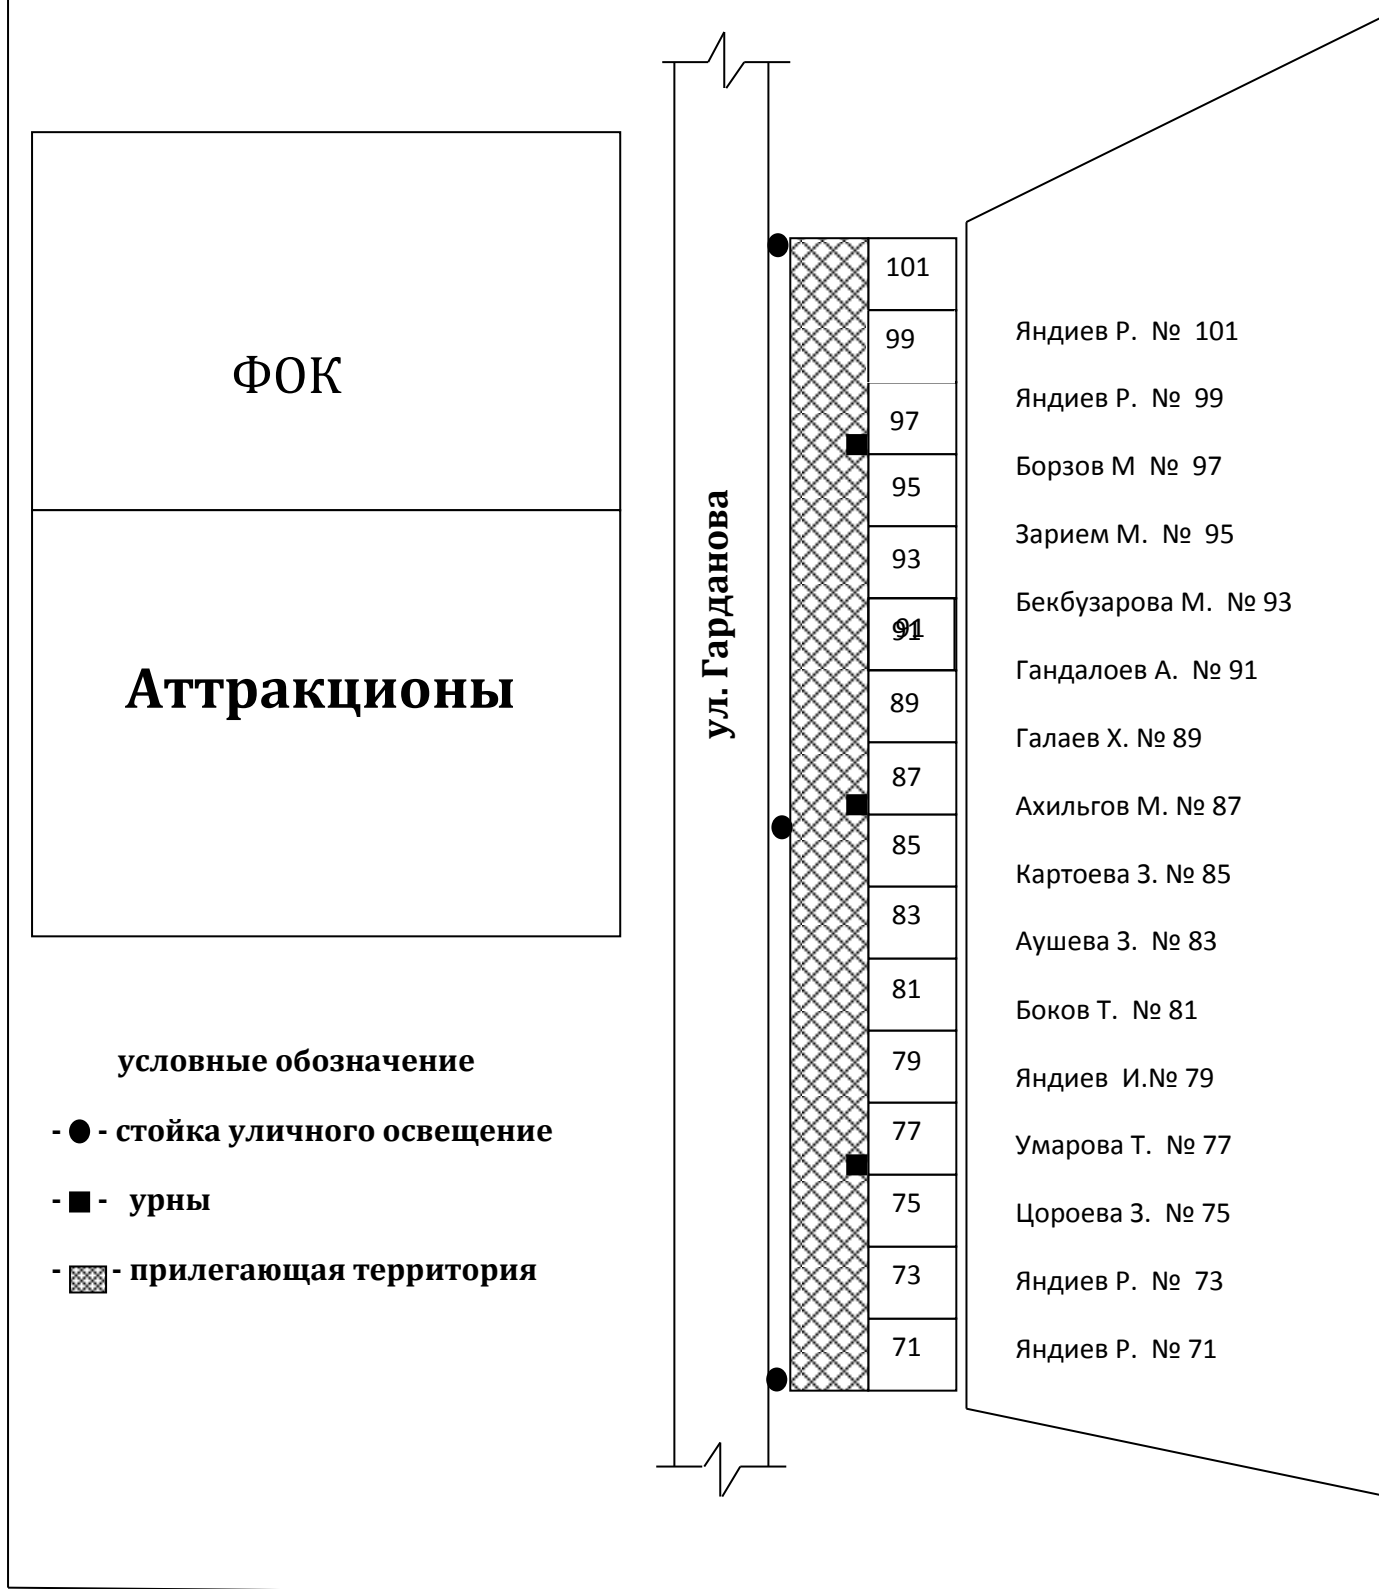 ФОК
Аттракционы
условные обозначение
- ● - стойка уличного освещение
- ■ - урны
- - прилегающая территория
ул. Гарданова
101
99
97
95
93
91
89
87
85
83
81
79
77
75
73
71
Яндиев Р. № 101
Яндиев Р. № 99
Борзов М № 97
Зарием М. № 95
Бекбузарова М. № 93
Гандалоев А. № 91
Галаев Х. № 89
Ахильгов М. № 87
Картоева З. № 85
Аушева З. № 83
Боков Т. № 81
Яндиев И.№ 79
Умарова Т. № 77
Цороева З. № 75
Яндиев Р. № 73
Яндиев Р. № 71